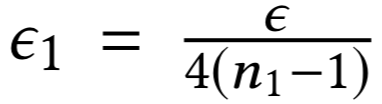 ϵ₁ = ϵ / 4(n₁−1)